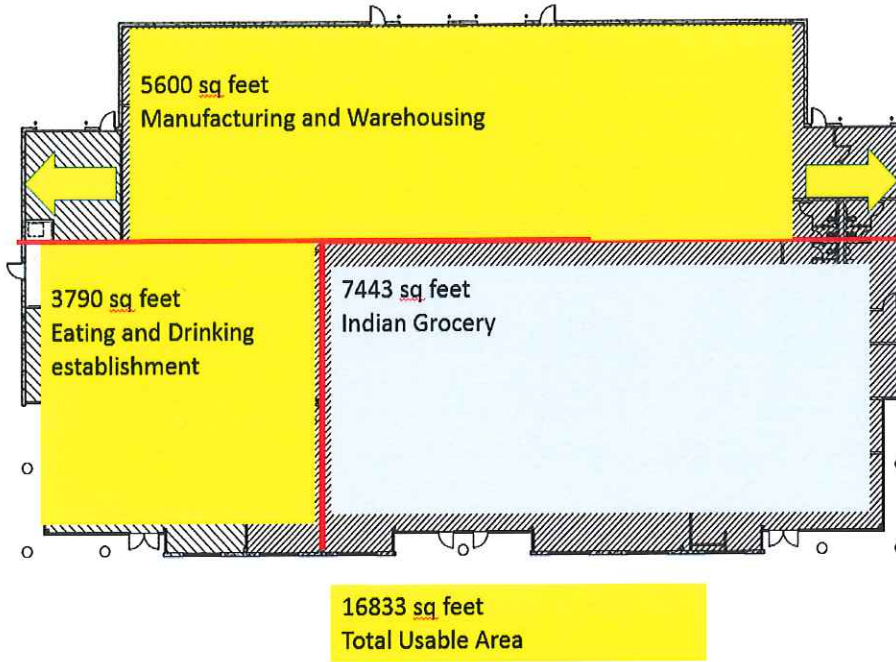 5600 sq feet
Manufacturing and Warehousing
3790 sq feet
Eating and Drinking
establishment
7443 sq feet
Indian Grocery
16833 sq feet
Total Usable Area